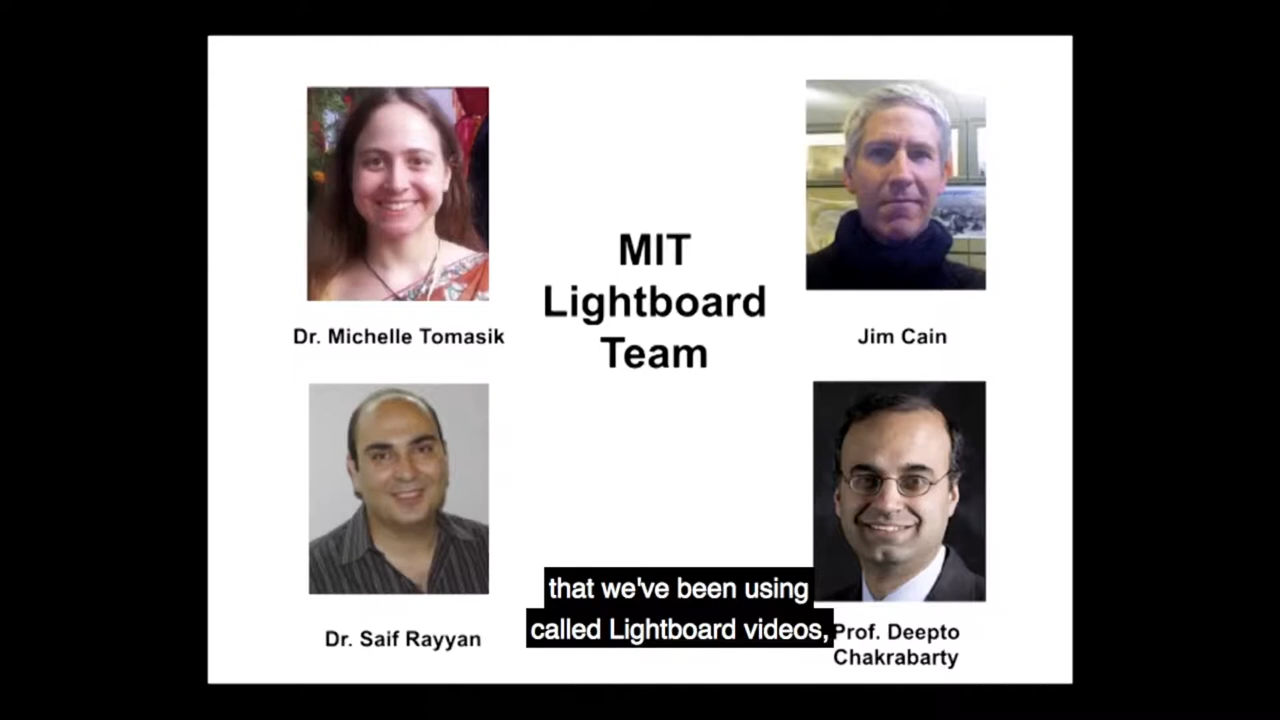 MIT
Lightboard
Team
Dr. Michelle Tomasik
Jim Cain
Dr. Saif Rayyan
Prof. Deepto
Chakrabarty
that we've been using
called Lightboard videos,